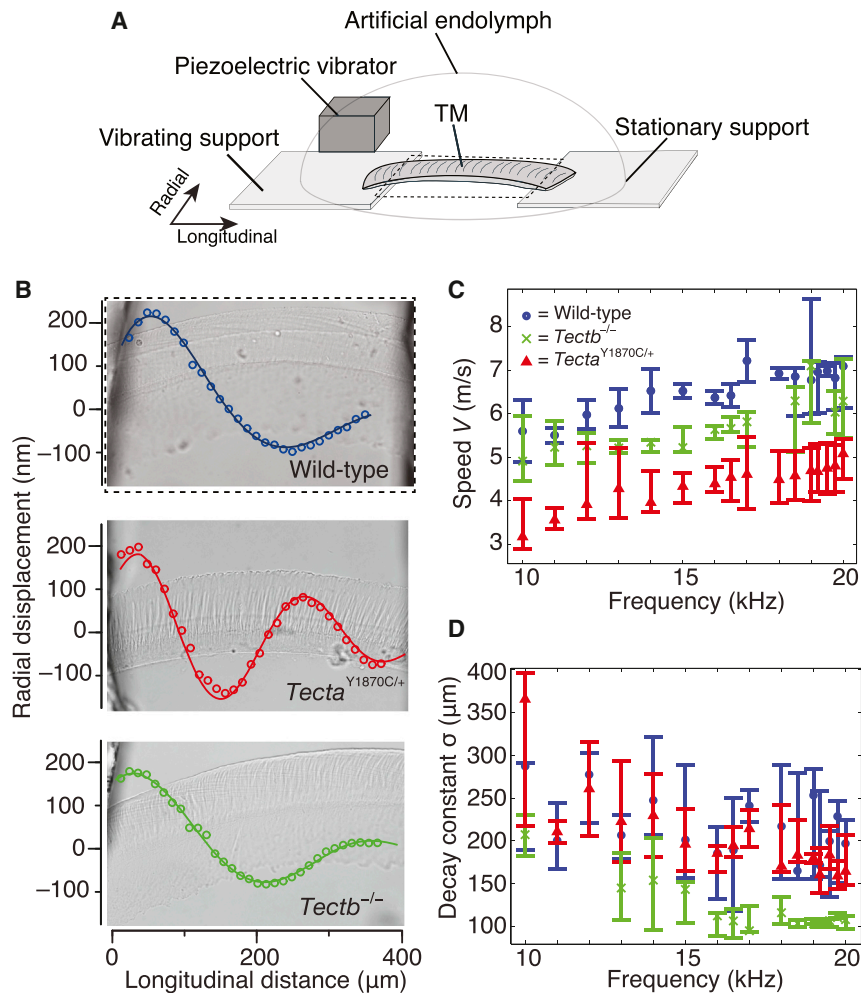 A
Artificial endolymph
Piezoelectric vibrator
TM
Vibrating support
Stationary support
Radial
Longitudinal
B
Radial dsiplacement (nm)
200
100
0
−100
Wild-type
200
100
0
−100
Tecta Y1870C/+
200
100
0
−100
Tectb−/−
0
200
400
Longitudinal distance (µm)
C
= Wild-type
= Tectb−/−
= TectaY1870C/+
Speed V (m/s)
8
7
6
5
4
3
10
15
20
Frequency (kHz)
D
Decay constant σ (µm)
400
350
300
250
200
150
100
10
15
20
Frequency (kHz)